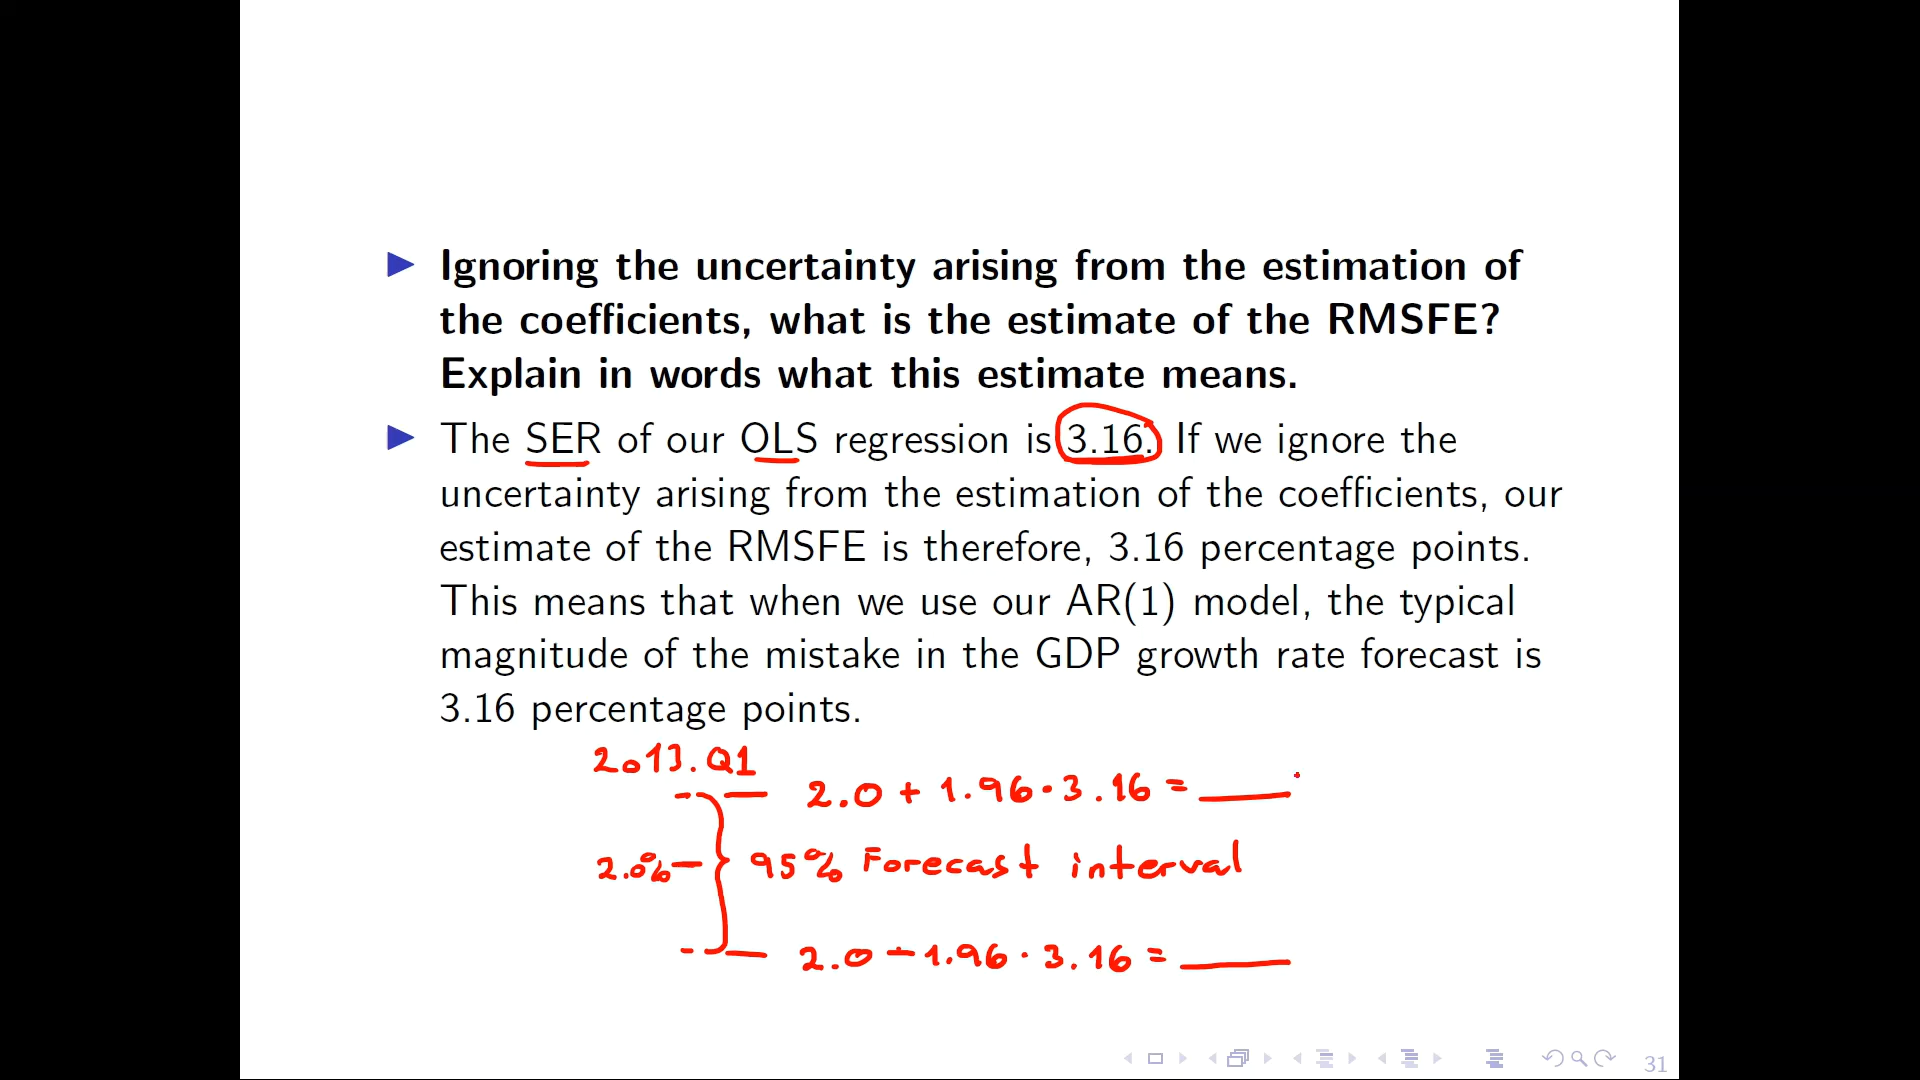 Ignoring the uncertainty arising from the estimation of
the coefficients, what is the estimate of the RMSFE?
Explain in words what this estimate means.
The SER of our OLS regression is 3.16. If we ignore the
uncertainty arising from the estimation of the coefficients, our
estimate of the RMSFE is therefore, 3.16 percentage points.
This means that when we use our AR(1) model, the typical
magnitude of the mistake in the GDP growth rate forecast is
3.16 percentage points.
2013.Q1
2.0 + 1.96 · 3.16 =
2.0% 95% Forecast interval
2.0 - 1.96 · 3.16 =
31